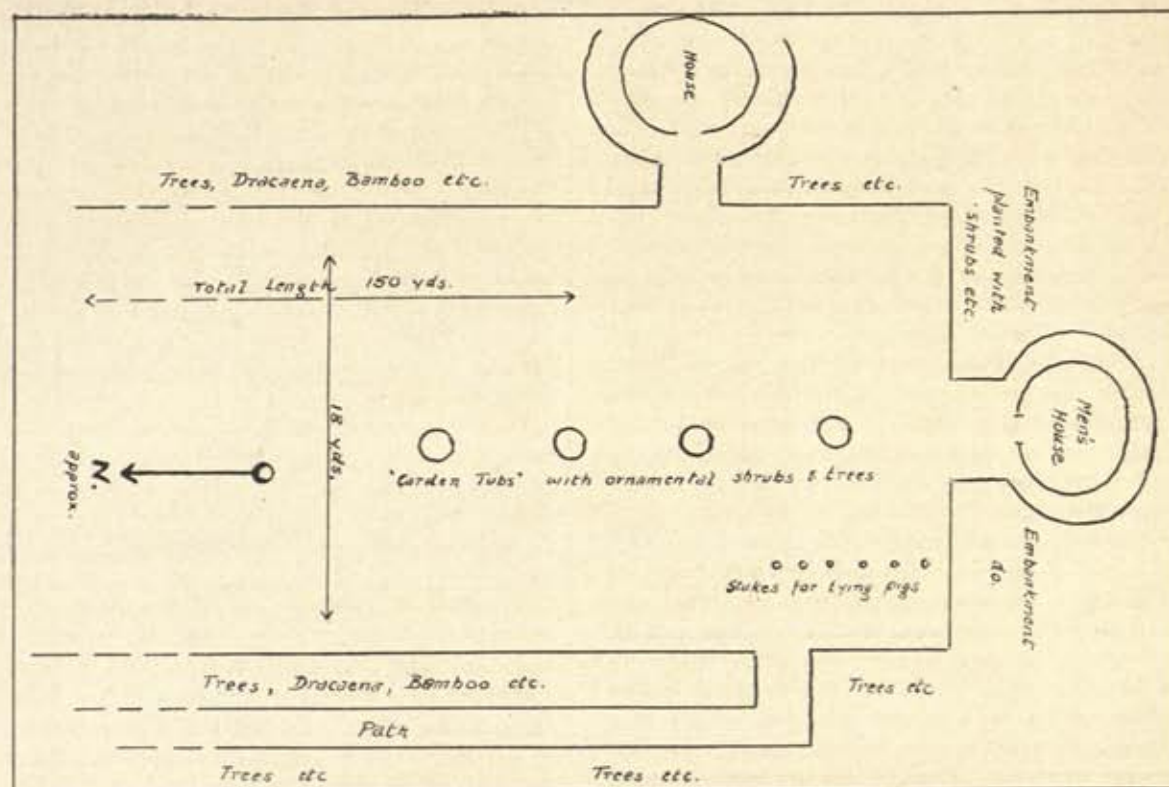 House
Trees, Dracaena, Bamboo etc.
Trees etc.
Embankment
planted with
shrubs etc.
Total Length 150 yds.
18 yds.
Men's
House
N.
approx.
"Garden Tubs" with ornamental shrubs & trees
Embankment
do.
Stakes for tying pigs
Trees, Dracaena, Bamboo etc.
Trees etc
Path
Trees etc
Trees etc.